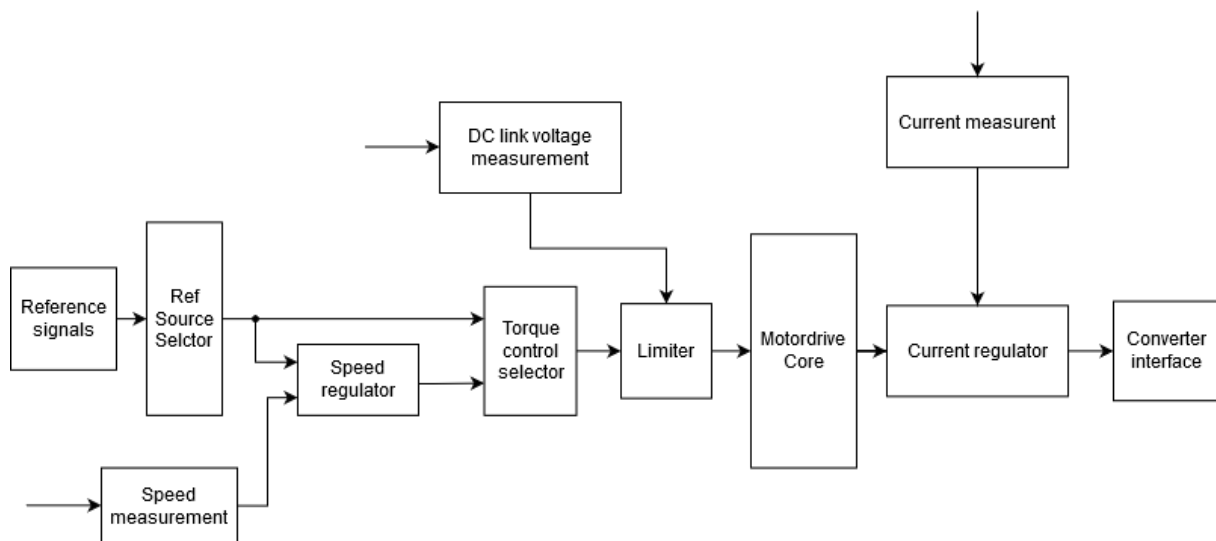 Current measurent
DC link voltage
measurement
Reference
signals
Ref
Source
Selctor
Torque
control
selector
Limiter
Motordrive
Core
Current regulator
Converter
interface
Speed
regulator
Speed
measurement